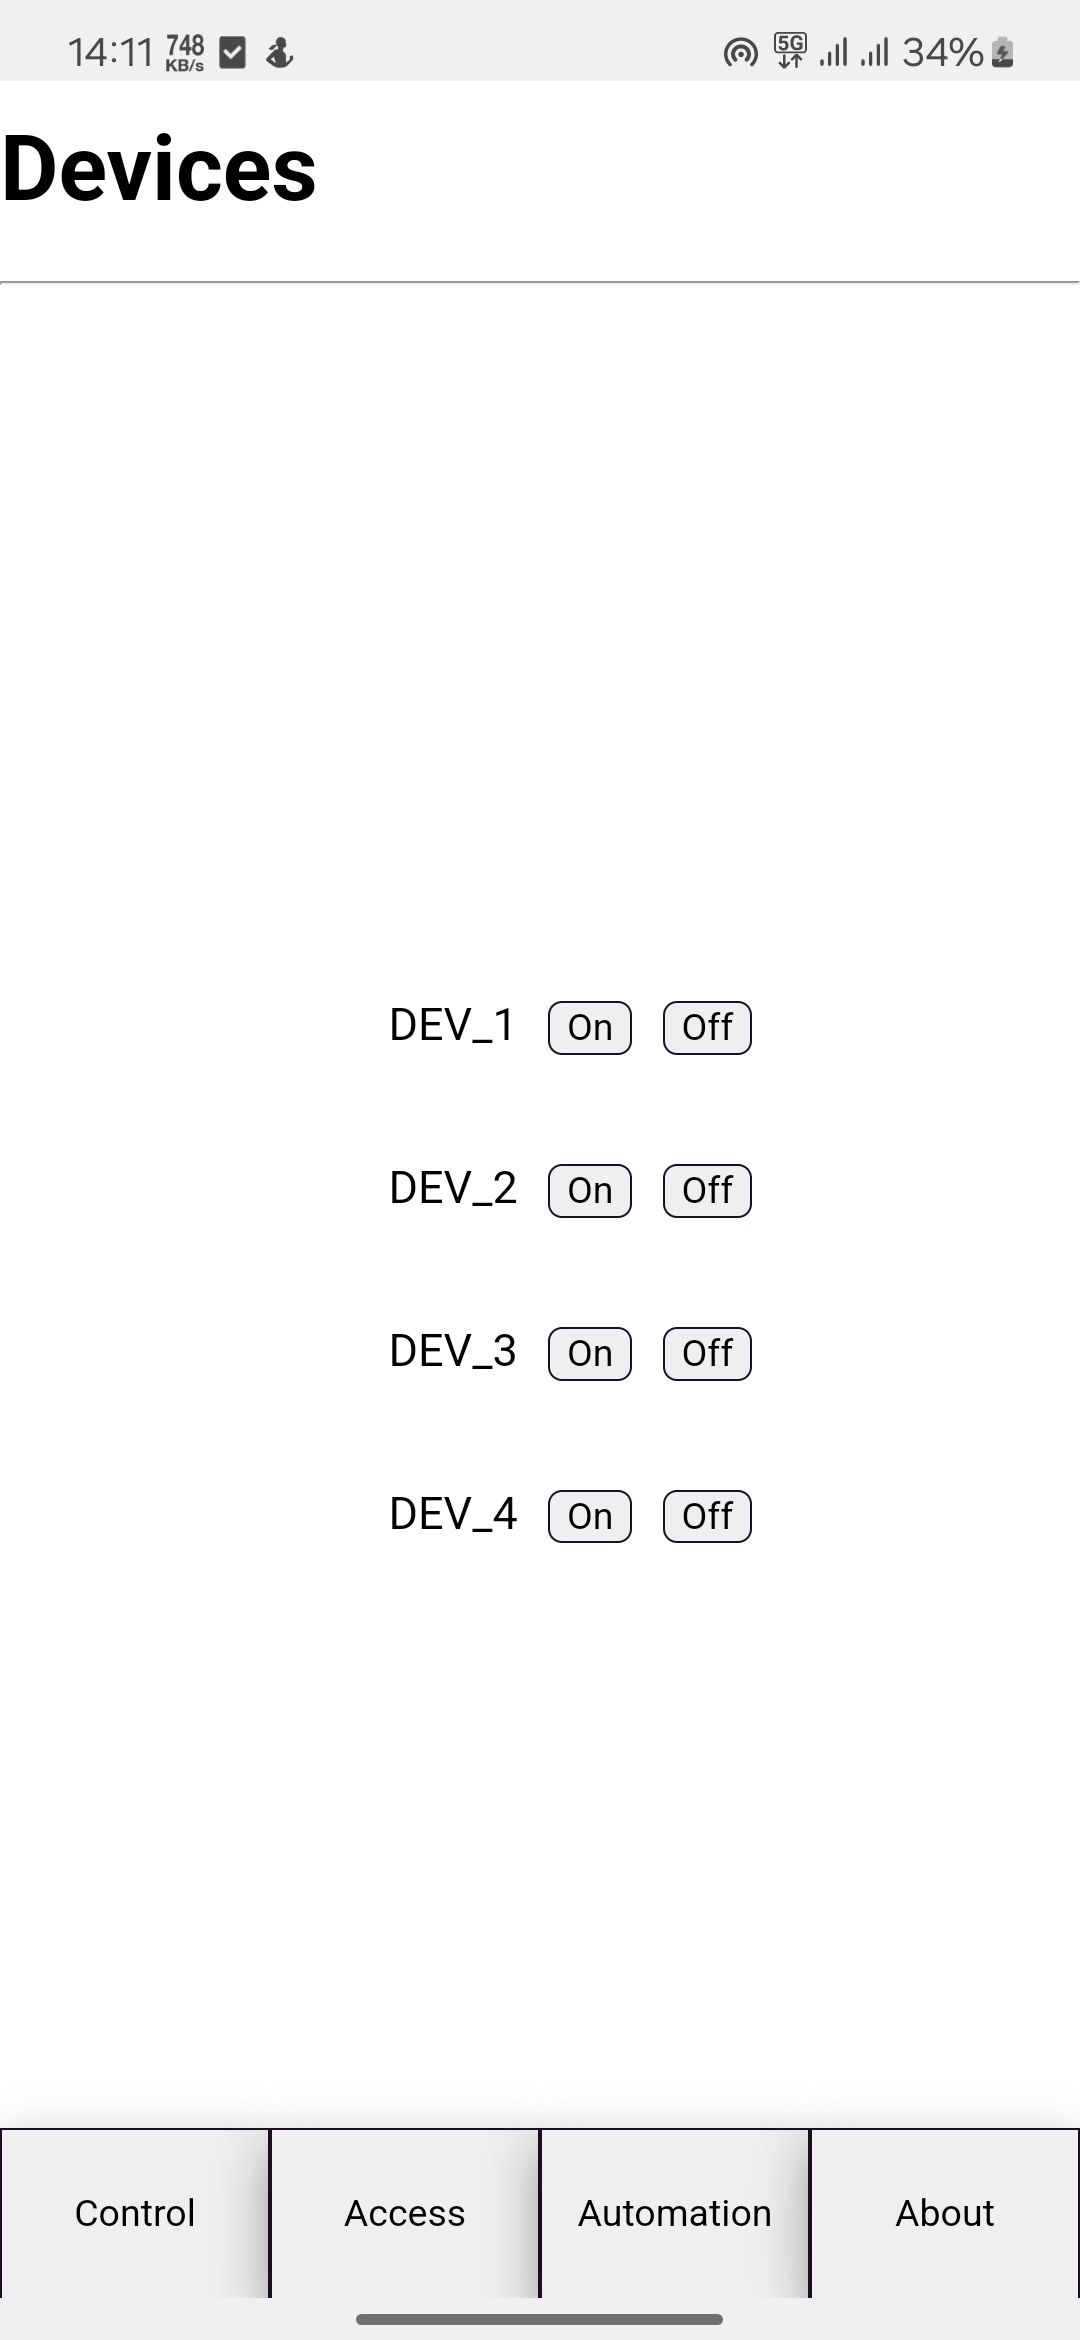 14:11 748 KB/s 5G 34%
Devices
DEV_1 On Off
DEV_2 On Off
DEV_3 On Off
DEV_4 On Off
Control Access Automation About